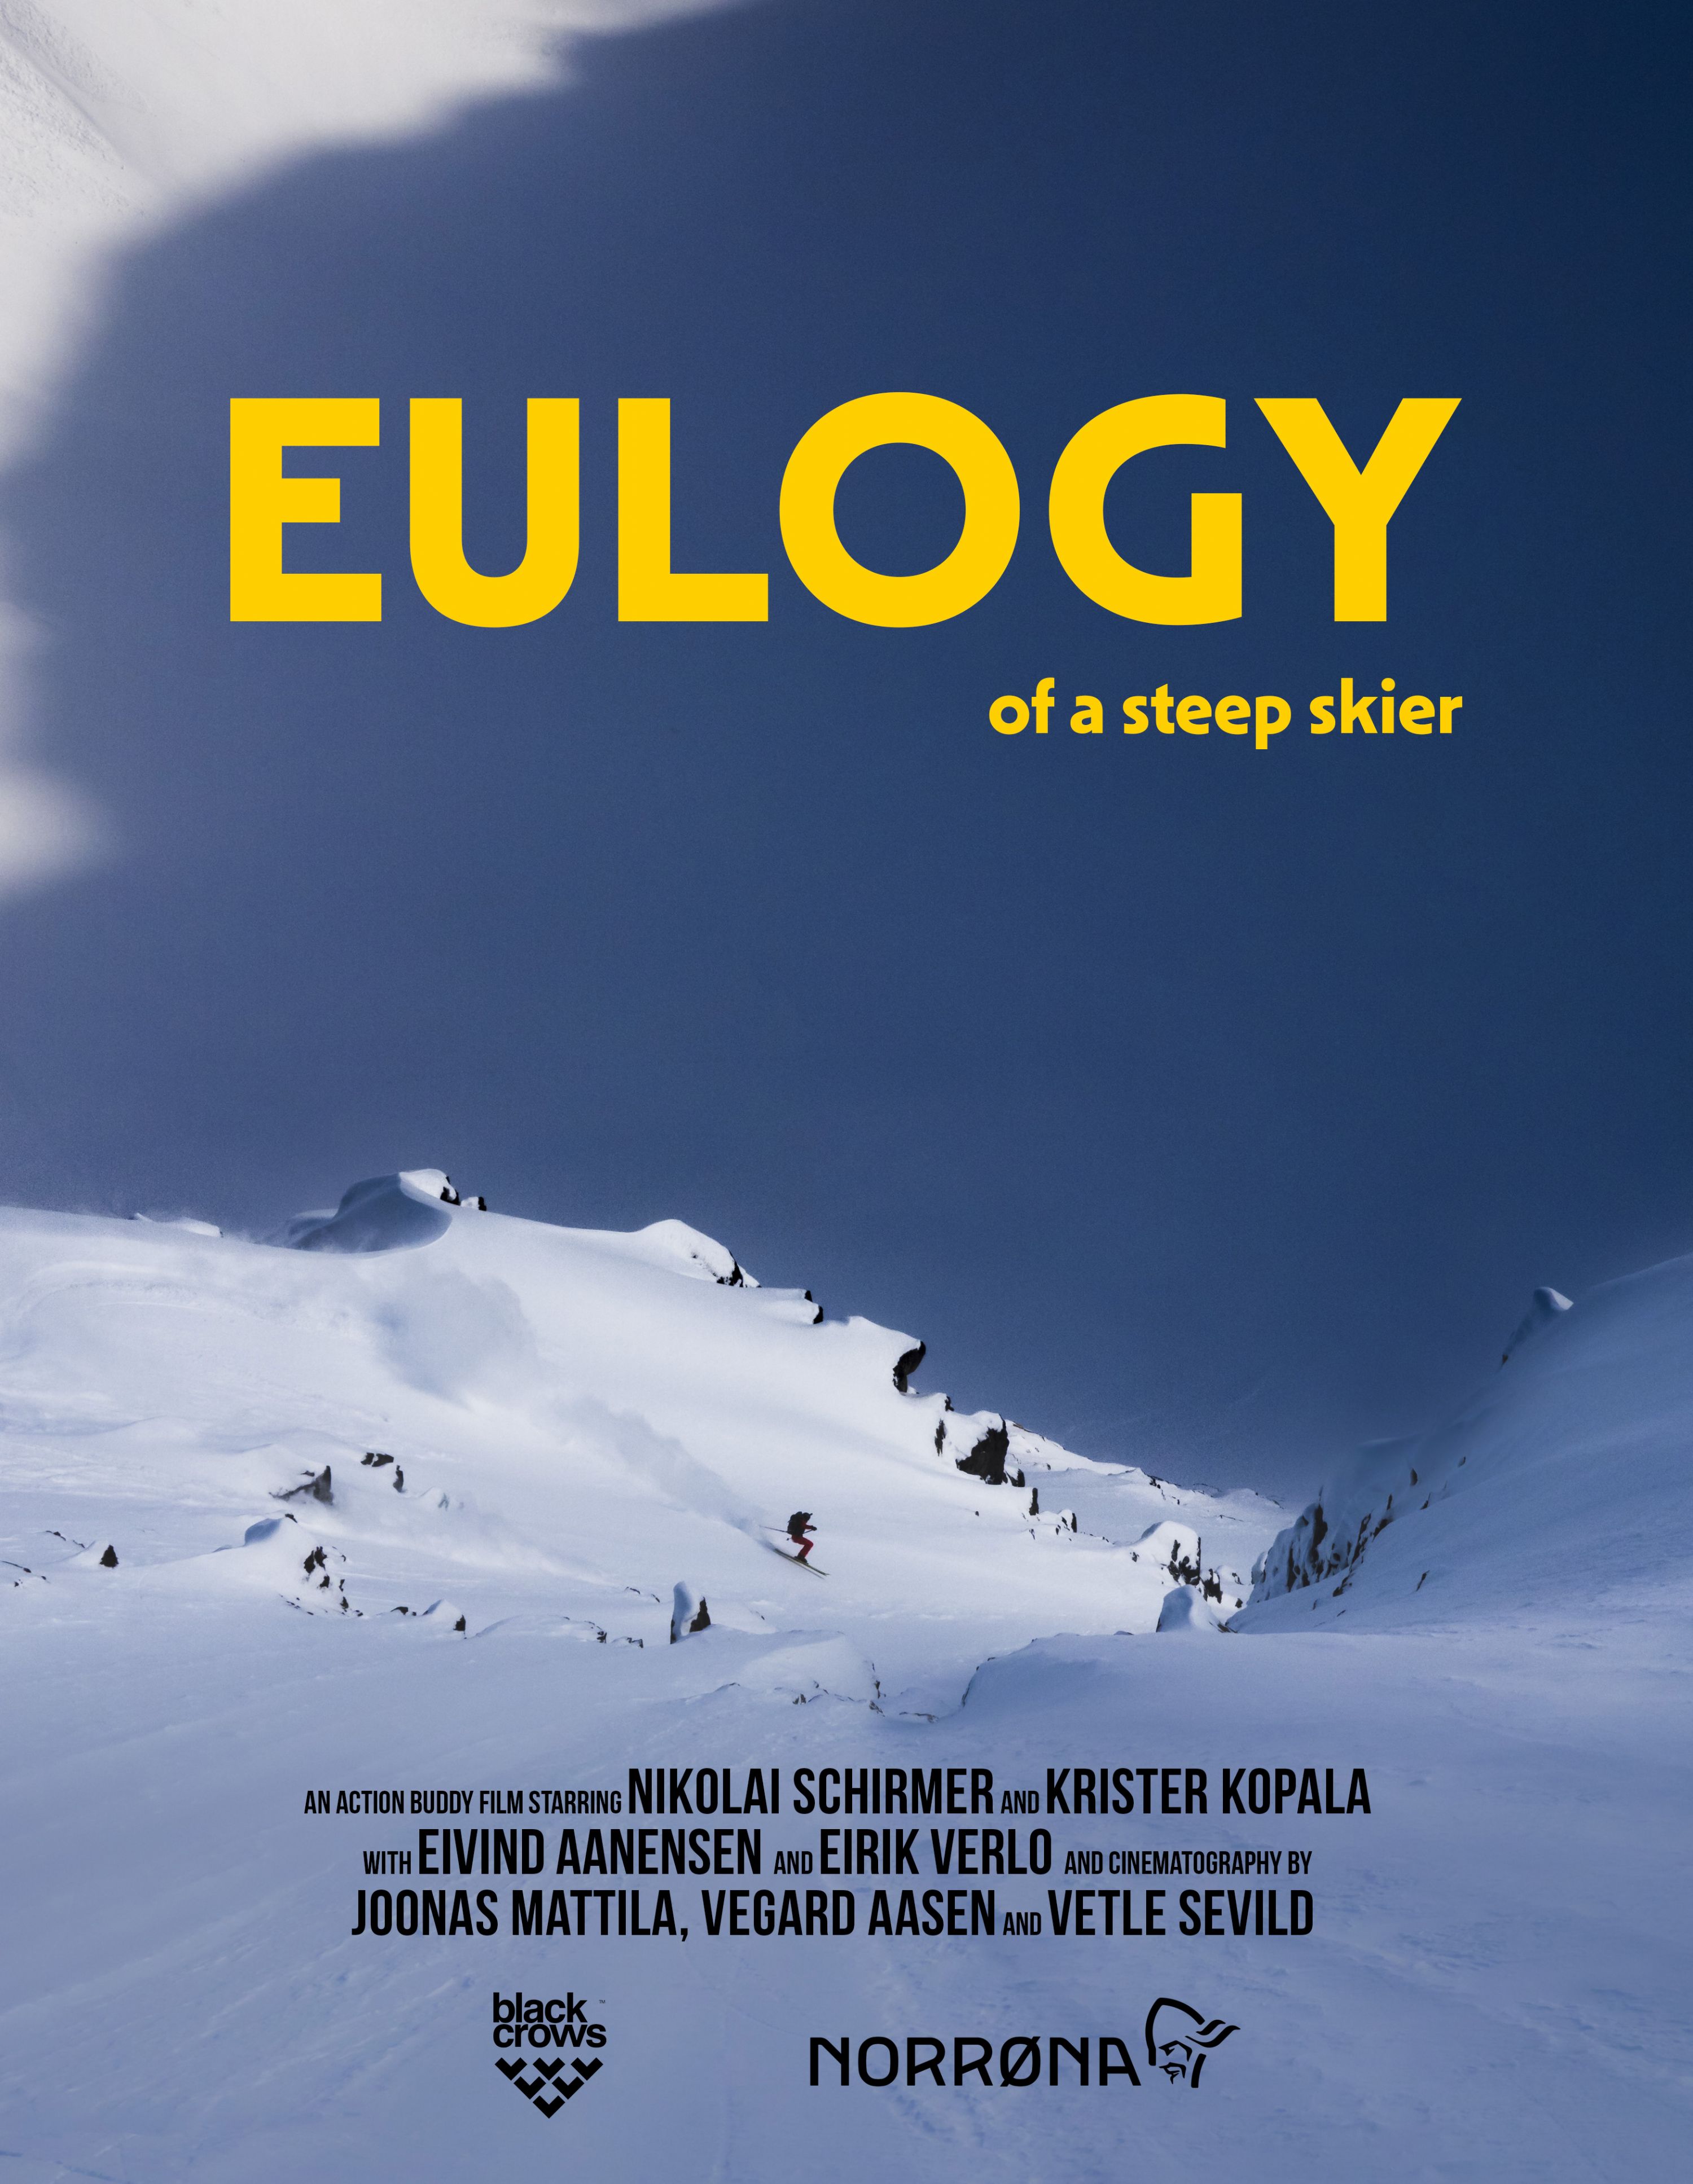 EULOGY
of a steep skier
AN ACTION BUDDY FILM STARRING NIKOLAI SCHIRMER AND KRISTER KOPALA
WITH EIVIND AANENSEN AND EIRIK VERLO AND CINEMATOGRAPHY BY
JOONAS MATTILA, VEGARD AASEN AND VETLE SEVILD
black ™
crows
NORRØNA